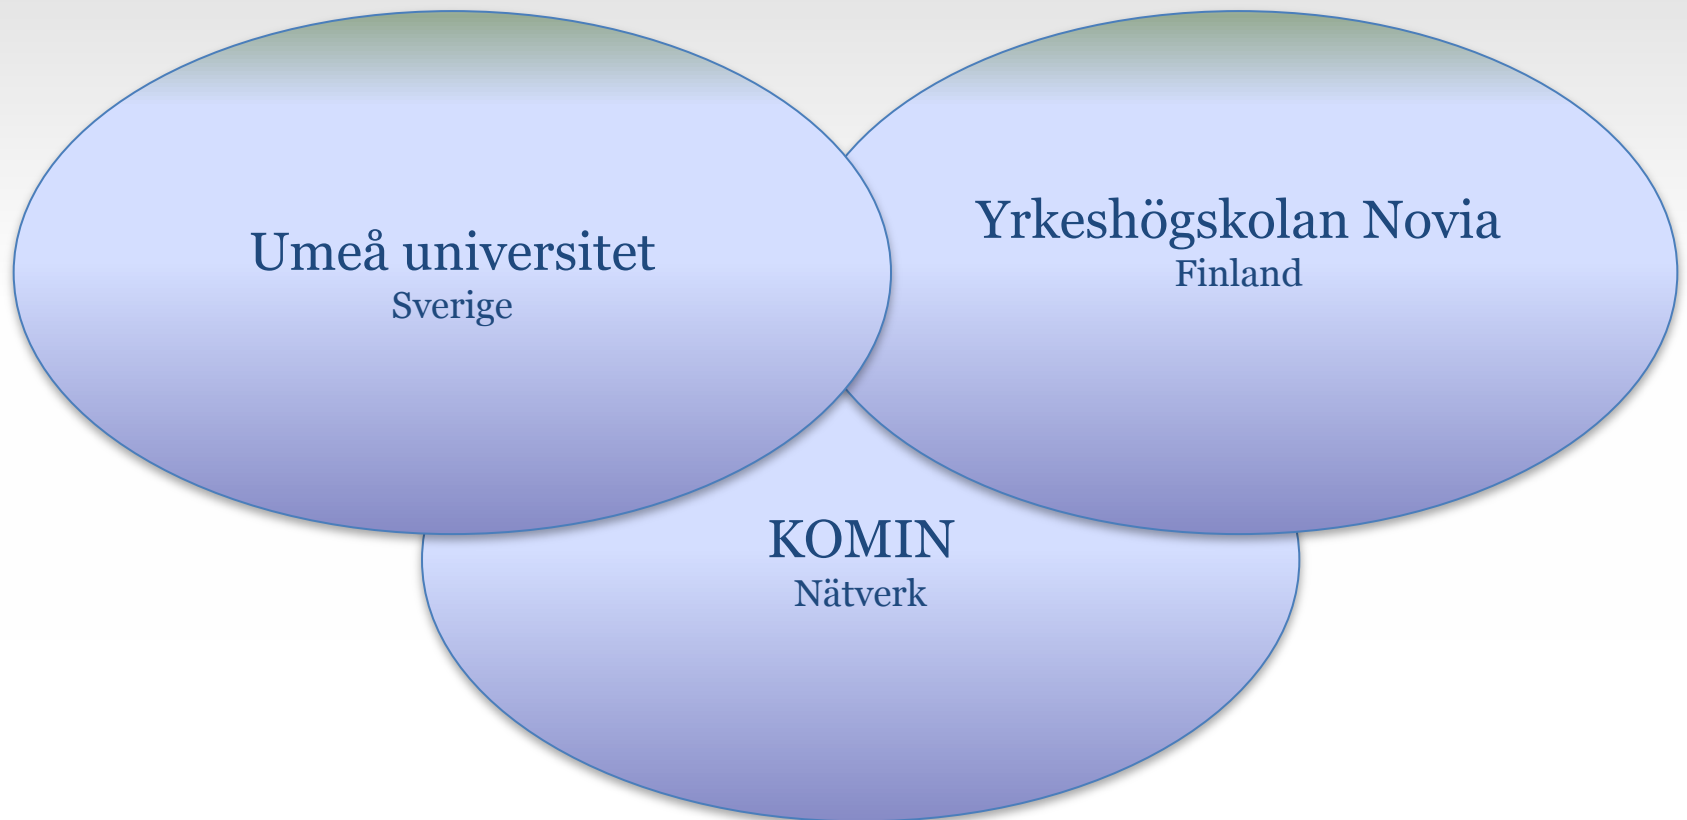 Umeå universitet
Sverige
Yrkeshögskolan Novia
Finland
KOMIN
Nätverk